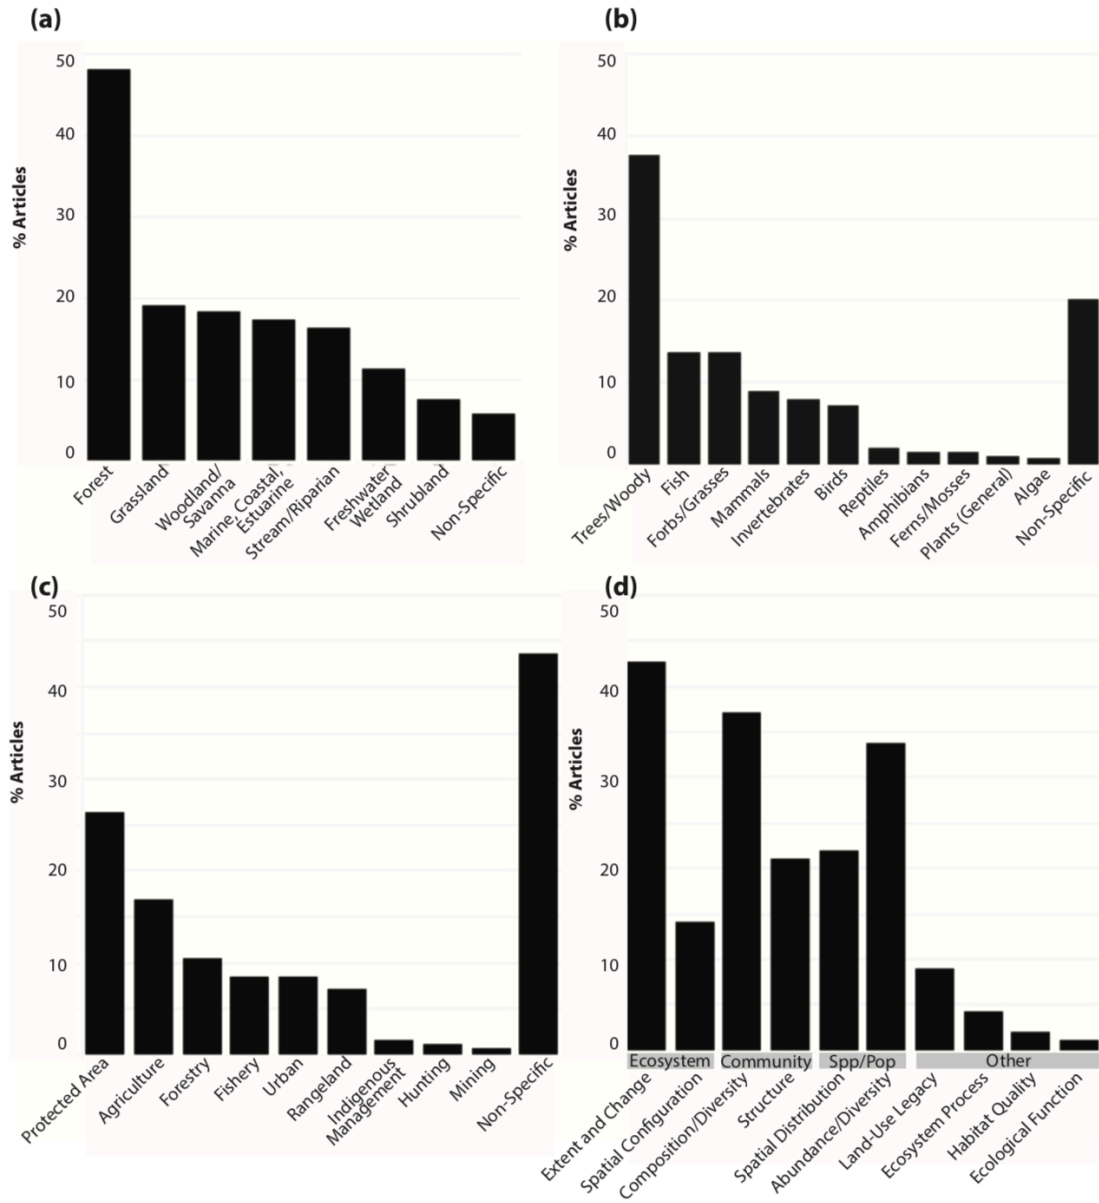 (a)
50
40
30
20
10
0
% Articles
Forest
Grassland
Woodland/
Savanna
Marine, Coastal,
Estuarine
Stream/Riparian
Freshwater
Wetland
Shrubland
Non-Specific
(b)
50
40
30
20
10
0
% Articles
Trees/Woody
Fish
Forbs/Grasses
Mammals
Invertebrates
Birds
Reptiles
Amphibians
Ferns/Mosses
Plants (General)
Algae
Non-Specific
(c)
50
40
30
20
10
0
% Articles
Protected Area
Agriculture
Forestry
Fishery
Urban
Rangeland
Indigenous
Management
Hunting
Mining
Non-Specific
(d)
50
40
30
20
10
0
% Articles
Ecosystem
Community
Spp/Pop
Other
Extent and Change
Spatial Configuration
Composition/Diversity
Structure
Spatial Distribution
Abundance/Diversity
Land-Use Legacy
Ecosystem Process
Habitat Quality
Ecological Function